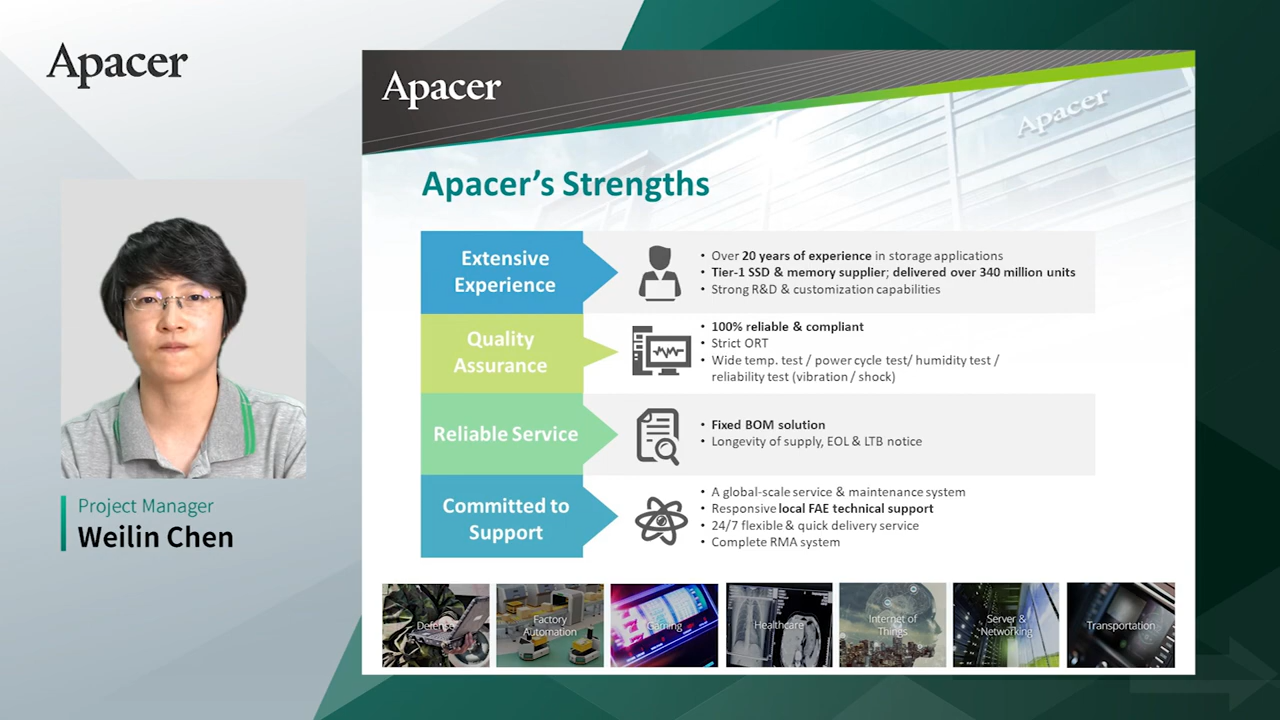 Apacer
Project Manager
Weilin Chen
Apacer
Apacer
Apacer's Strengths
Extensive
Experience
• Over 20 years of experience in storage applications
• Tier-1 SSD & memory supplier; delivered over 340 million units
• Strong R&D & customization capabilities
Quality
Assurance
• 100% reliable & compliant
• Strict ORT
• Wide temp. test / power cycle test/ humidity test /
reliability test (vibration / shock)
Reliable Service
• Fixed BOM solution
• Longevity of supply, EOL & LTB notice
Committed to
Support
• A global-scale service & maintenance system
• Responsive local FAE technical support
• 24/7 flexible & quick delivery service
• Complete RMA system
Defense
Factory
Automation
Gaming
Healthcare
Internet of
Things
Server &
Networking
Transportation